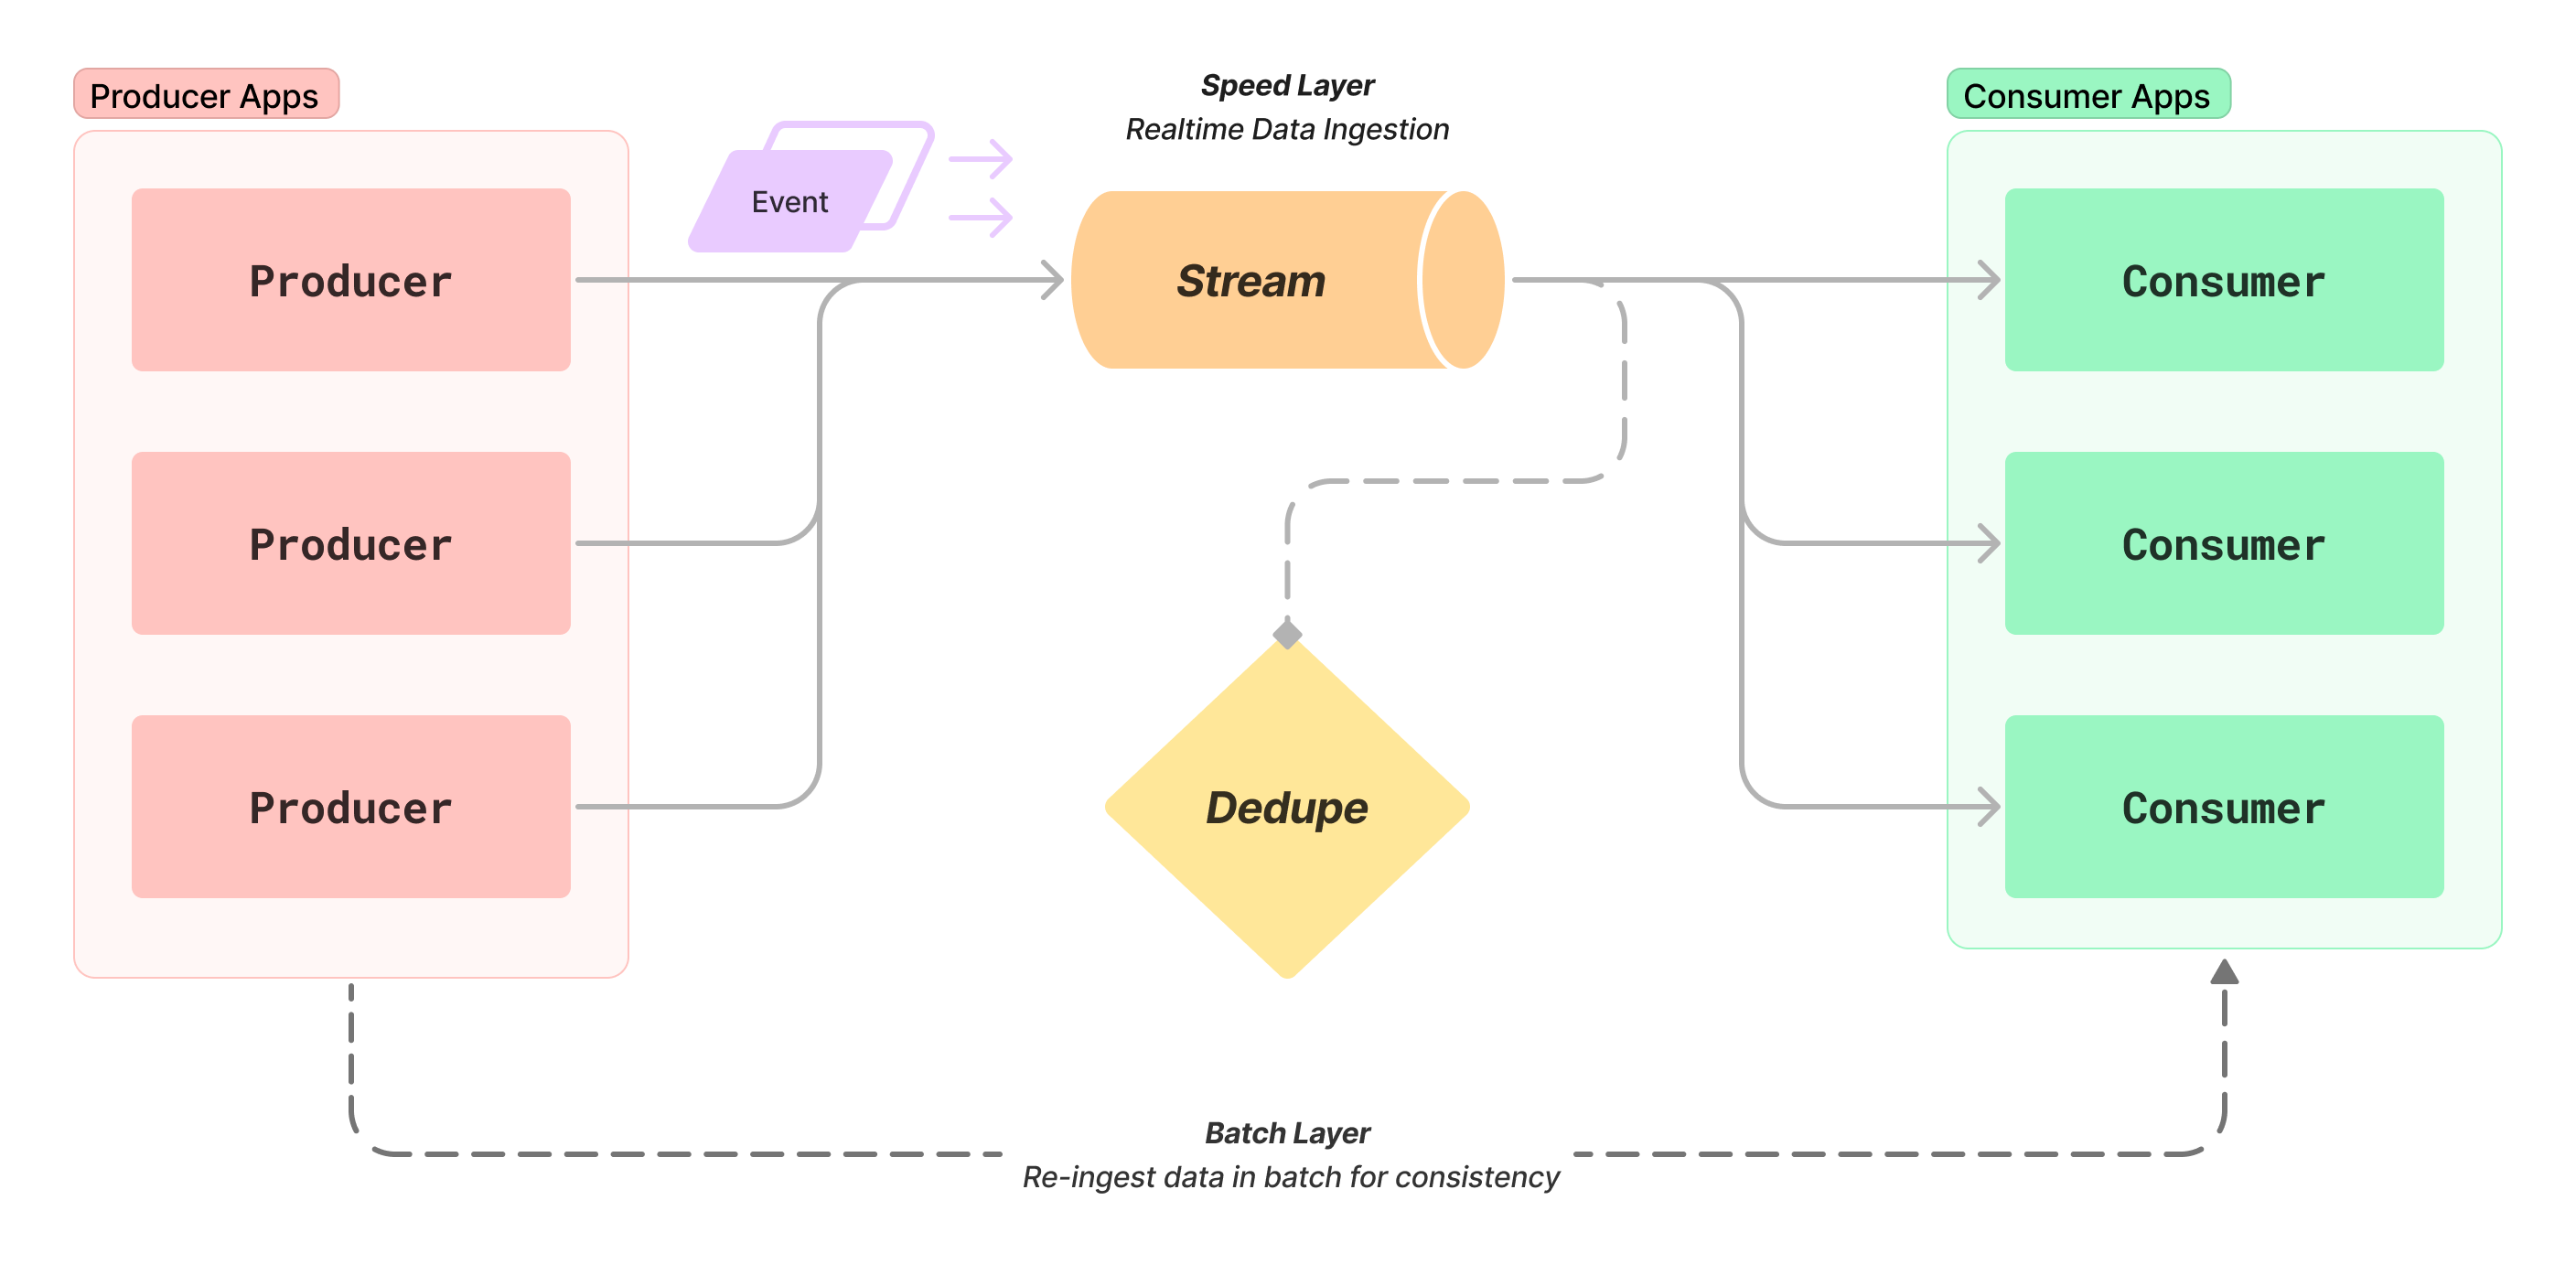 Producer Apps
Speed Layer
Realtime Data Ingestion
Consumer Apps
Event
Producer
Stream
Consumer
Producer
Consumer
Producer
Dedupe
Consumer
Batch Layer
Re-ingest data in batch for consistency